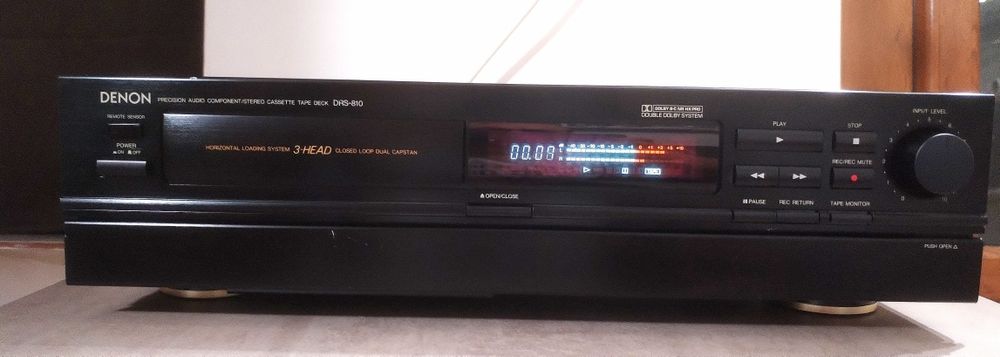 DENON PRECISION AUDIO COMPONENT/STEREO CASSETTE TAPE DECK DRS-810
REMOTE SENSOR
POWER
ON OFF
HORIZONTAL LOADING SYSTEM 3-HEAD CLOSED LOOP DUAL CAPSTAN
OPEN/CLOSE
DOLBY B-C NR HX PRO
DOUBLE DOLBY SYSTEM
PLAY
STOP
REC/REC MUTE
PAUSE
REC RETURN
TAPE MONITOR
INPUT LEVEL
0
10
PUSH OPEN